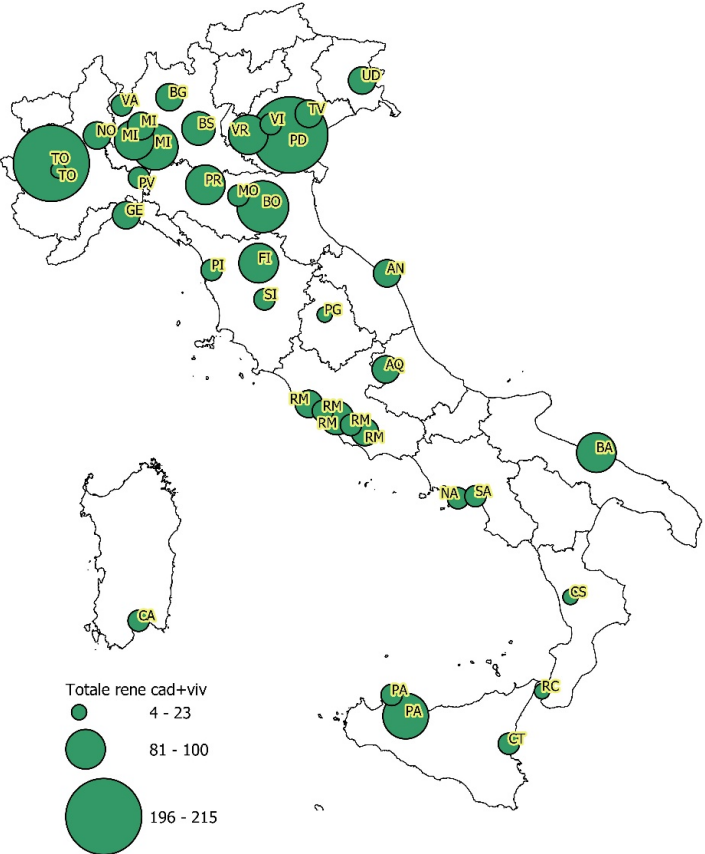 UD
BG
VA
TV
MI
VI
BS
VR
PD
NO
MI
MI
TO
TO
PV
PR
MO
BO
GE
FI
PI
AN
SI
PG
AQ
RM
RM
RM
RM
RM
BA
NA
SA
CS
CA
RC
PA
PA
CT
Totale rene cad+viv
4 - 23
81 - 100
196 - 215